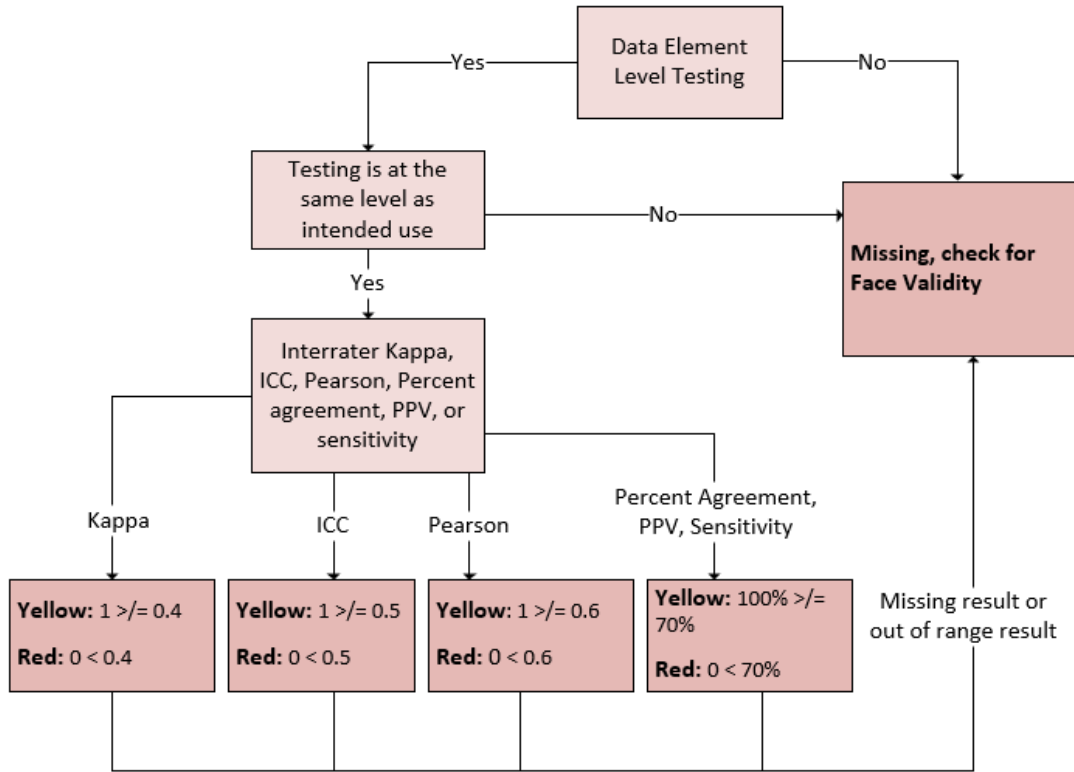 Data Element
Level Testing
Yes
No
Testing is at the
same level as
intended use
No
Missing, check for
Face Validity
Yes
Interrater Kappa,
ICC, Pearson, Percent
agreement, PPV, or
sensitivity
Kappa
ICC
Pearson
Percent Agreement,
PPV, Sensitivity
Yellow: 1 >/= 0.4
Red: 0 < 0.4
Yellow: 1 >/= 0.5
Red: 0 < 0.5
Yellow: 1 >/= 0.6
Red: 0 < 0.6
Yellow: 100% >/=
70%
Red: 0 < 70%
Missing result or
out of range result